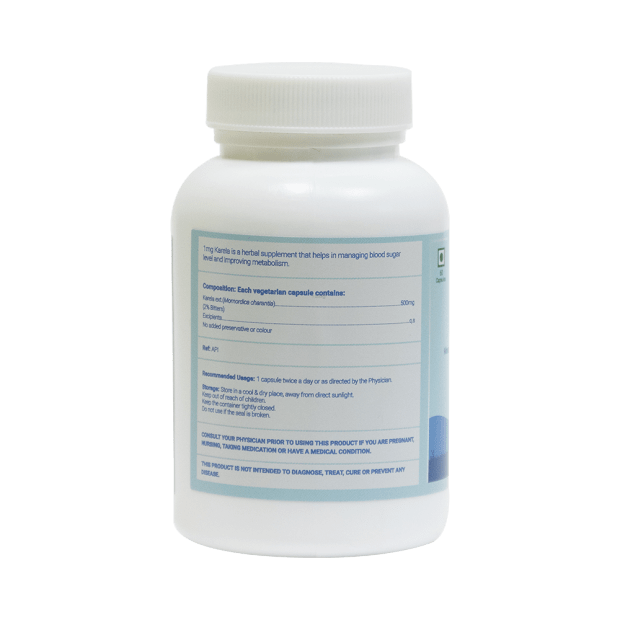 1mg Karela is a herbal supplement that helps in managing blood sugar
level and improving metabolism.
Composition: Each vegetarian capsule contains:
Karela ext (Momordica charantia)..........500mg
(2% Bitters)
Excipients..........q.s
No added preservative or colour
Ref: API
Recommended Usage: 1 capsule twice a day or as directed by the Physician.
Storage: Store in a cool & dry place, away from direct sunlight.
Keep out of reach of children.
Keep the container tightly closed.
Do not use if the seal is broken.
CONSULT YOUR PHYSICIAN PRIOR TO USING THIS PRODUCT IF YOU ARE PREGNANT,
NURSING, TAKING MEDICATION OR HAVE A MEDICAL CONDITION.
THIS PRODUCT IS NOT INTENDED TO DIAGNOSE, TREAT, CURE OR PREVENT ANY
DISEASE.
60
Capsules